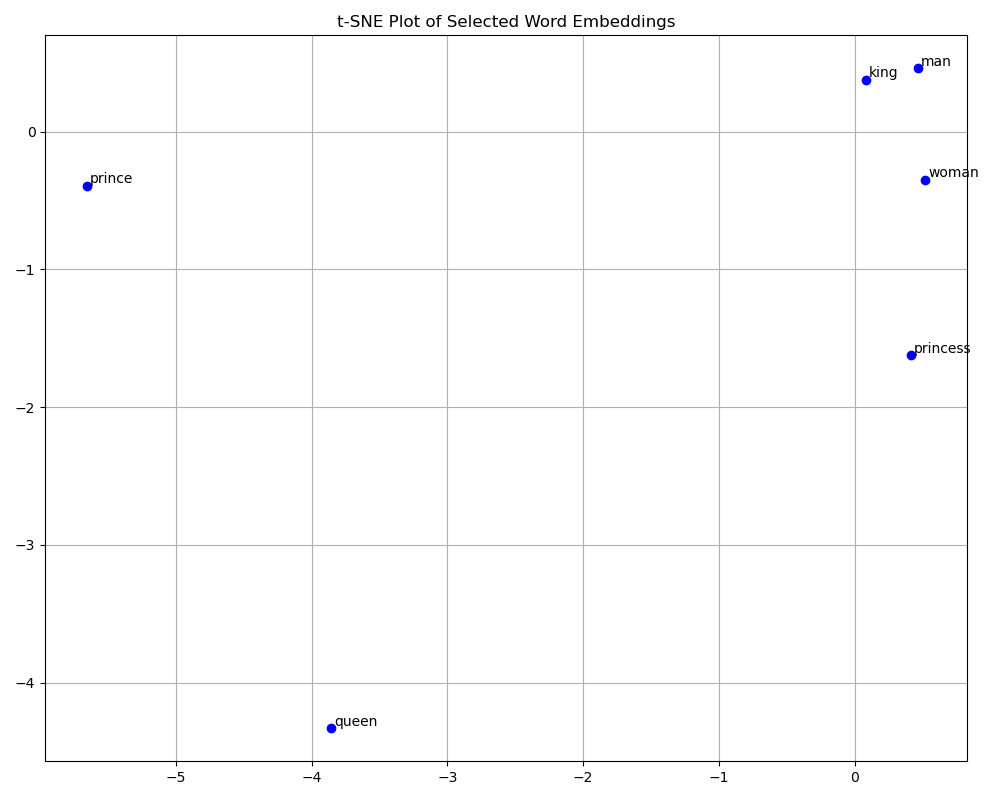 t-SNE Plot of Selected Word Embeddings
man
king
0
woman
prince
−1
princess
−2
−3
−4
queen
−5 −4 −3 −2 −1 0